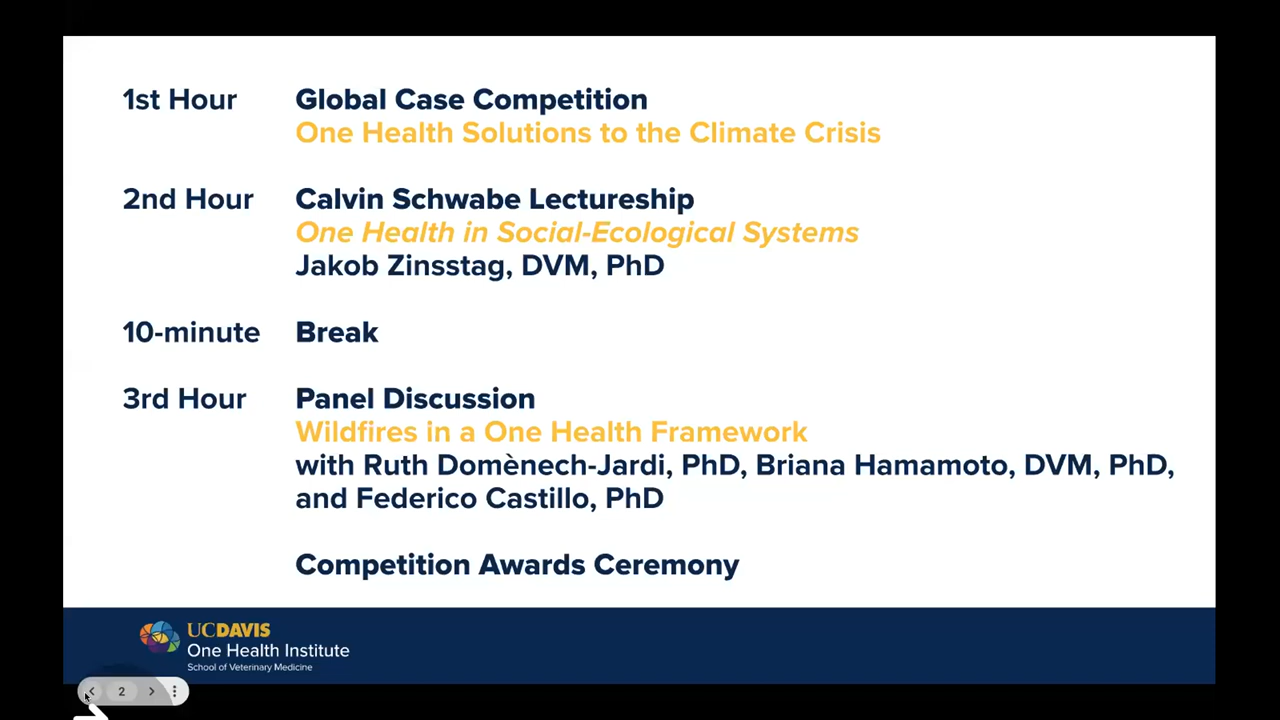 1st Hour Global Case Competition
One Health Solutions to the Climate Crisis
2nd Hour Calvin Schwabe Lectureship
One Health in Social-Ecological Systems
Jakob Zinsstag, DVM, PhD
10-minute Break
3rd Hour Panel Discussion
Wildfires in a One Health Framework
with Ruth Domènech-Jardi, PhD, Briana Hamamoto, DVM, PhD,
and Federico Castillo, PhD
Competition Awards Ceremony
UCDAVIS
One Health Institute
School of Veterinary Medicine
2